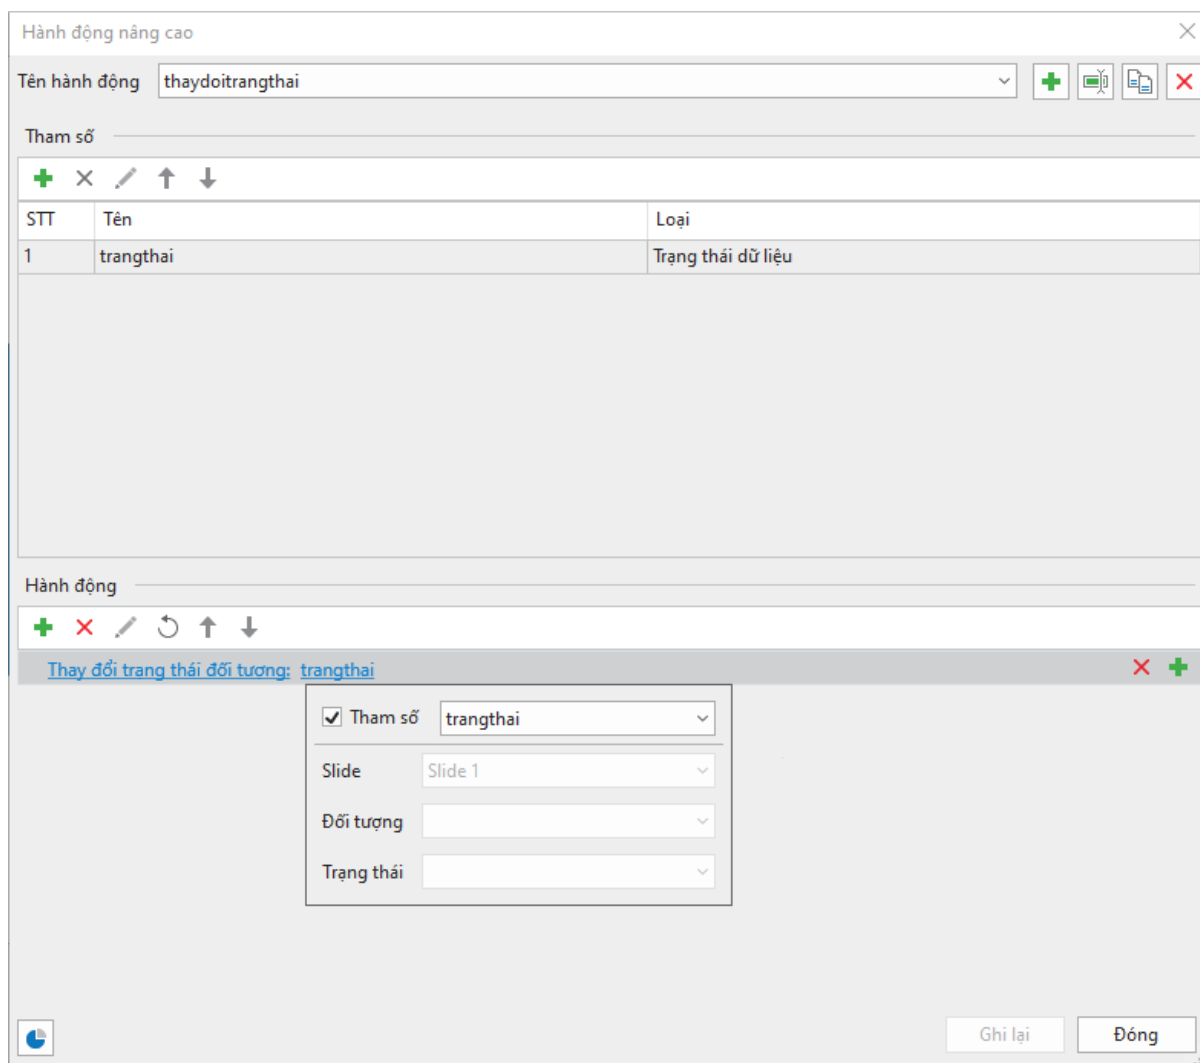 Hành động nâng cao
Tên hành động thaydoitrangthai
Tham số
STT Tên Loại
1 trangthai Trạng thái dữ liệu
Hành động
Thay đổi trạng thái đối tượng: trangthai
Tham số trangthai
Slide Slide 1
Đối tượng
Trạng thái
Ghi lại Đóng